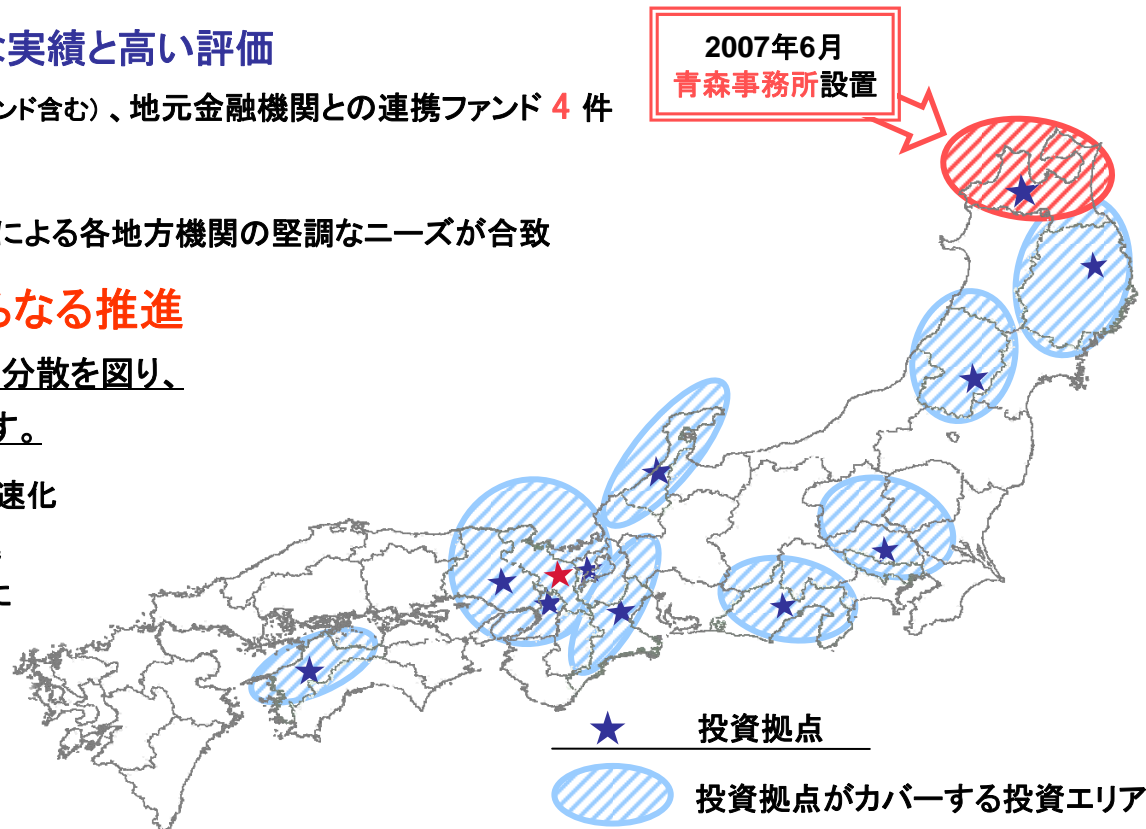 な実績と高い評価
ンド含む）、地元金融機関との連携ファンド 4 件
による各地方機関の堅調なニーズが合致
らなる推進
分散を図り、
す。
速化
に
2007年6月
青森事務所設置
投資拠点
投資拠点がカバーする投資エリア